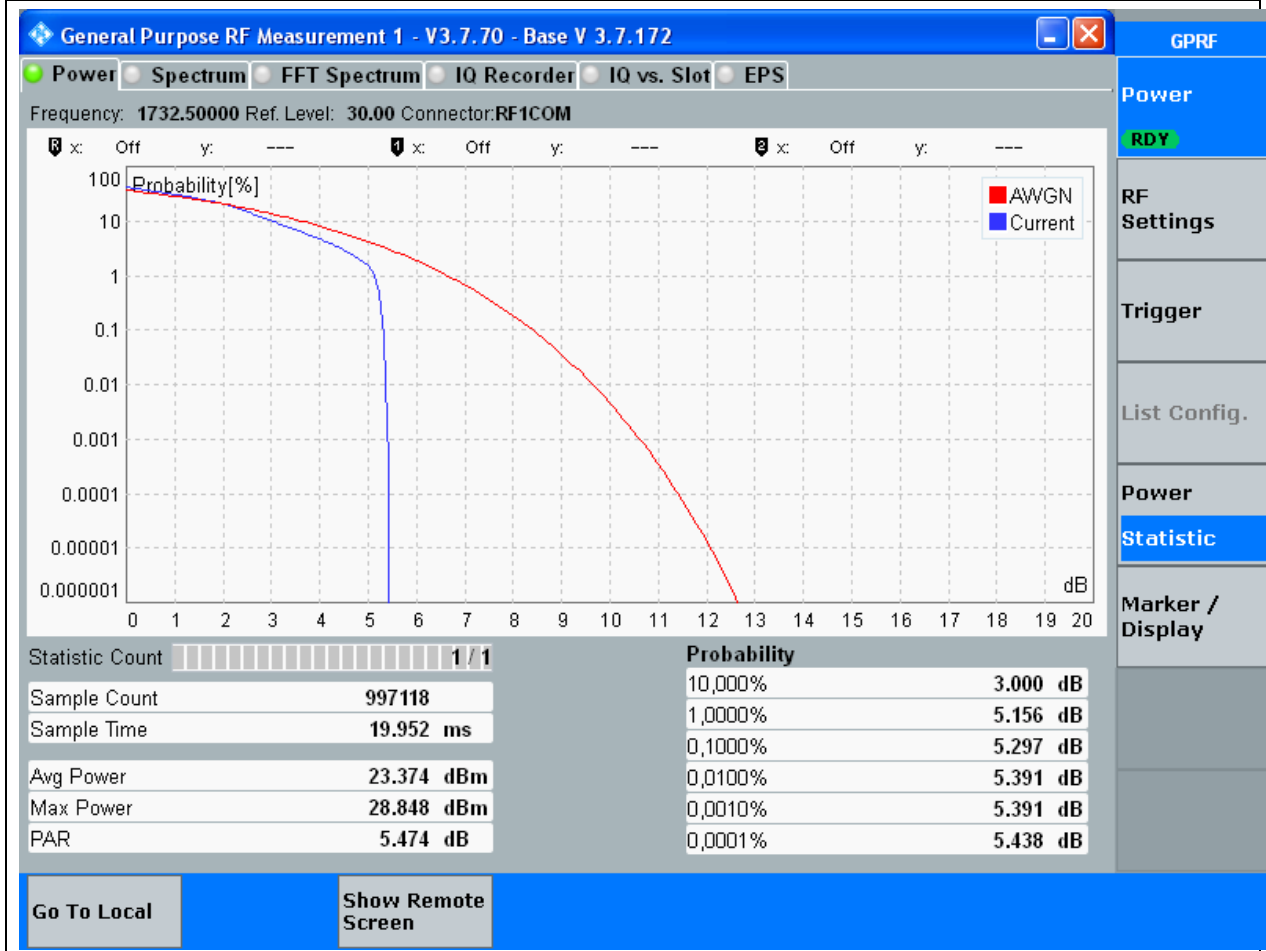 General Purpose RF Measurement 1 - V3.7.70 - Base V 3.7.172
Power Spectrum FFT Spectrum IQ Recorder IQ vs. Slot EPS
Frequency: 1732.50000 Ref. Level: 30.00 Connector:RF1COM
R x: Off y: --- 1 x: Off y: --- 2 x: Off y: ---
Probability[%]
AWGN
Current
100
10
1
0.1
0.01
0.001
0.0001
0.00001
0.000001
dB
0 1 2 3 4 5 6 7 8 9 10 11 12 13 14 15 16 17 18 19 20
Statistic Count 1 / 1
Sample Count 997118
Sample Time 19.952 ms
Avg Power 23.374 dBm
Max Power 28.848 dBm
PAR 5.474 dB
Probability
10,000% 3.000 dB
1,0000% 5.156 dB
0,1000% 5.297 dB
0,0100% 5.391 dB
0,0010% 5.391 dB
0,0001% 5.438 dB
Go To Local
Show Remote
Screen
GPRF
Power
RDY
RF
Settings
Trigger
List Config.
Power
Statistic
Marker /
Display